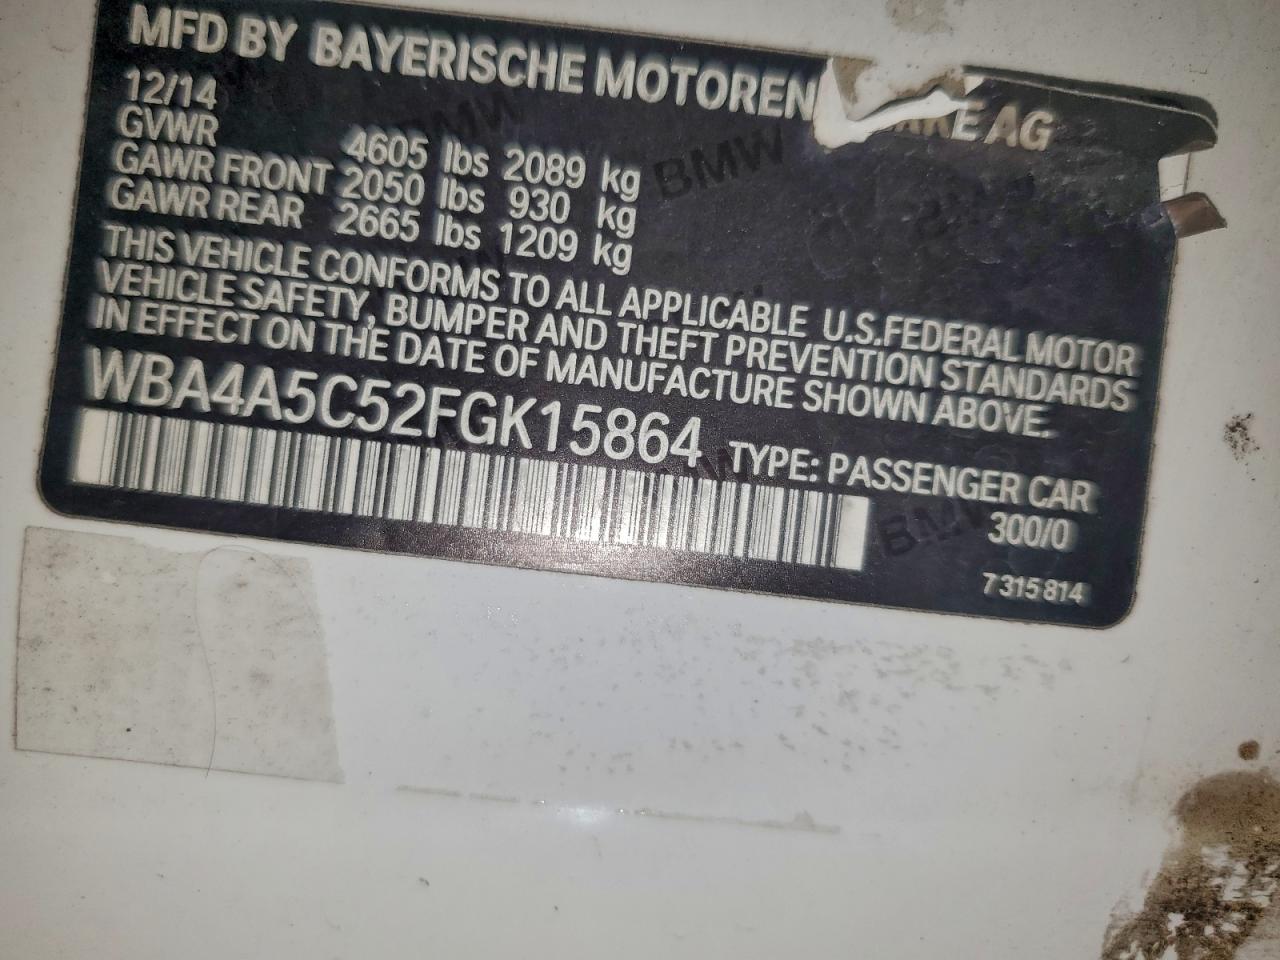 MFD BY BAYERISCHE MOTOREN AG
12/14
GVWR 4605 lbs 2089 kg
GAWR FRONT 2050 lbs 930 kg
GAWR REAR 2665 lbs 1209 kg
THIS VEHICLE CONFORMS TO ALL APPLICABLE U.S.FEDERAL MOTOR
VEHICLE SAFETY, BUMPER AND THEFT PREVENTION STANDARDS
IN EFFECT ON THE DATE OF MANUFACTURE SHOWN ABOVE.
WBA4A5C52FGK15864 TYPE: PASSENGER CAR
300/0
7 315 814
BMW
BMW
BMW